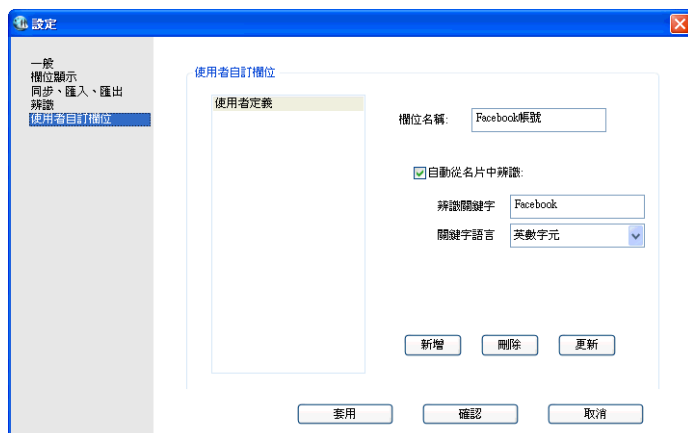 設定
一般
欄位顯示
同步、匯入、匯出
辨識
使用者自訂欄位
使用者自訂欄位
使用者定義
欄位名稱: Facebook帳號
自動從名片中辨識:
辨識關鍵字 Facebook
關鍵字語言 英數字元
新增 刪除 更新
套用 確認 取消